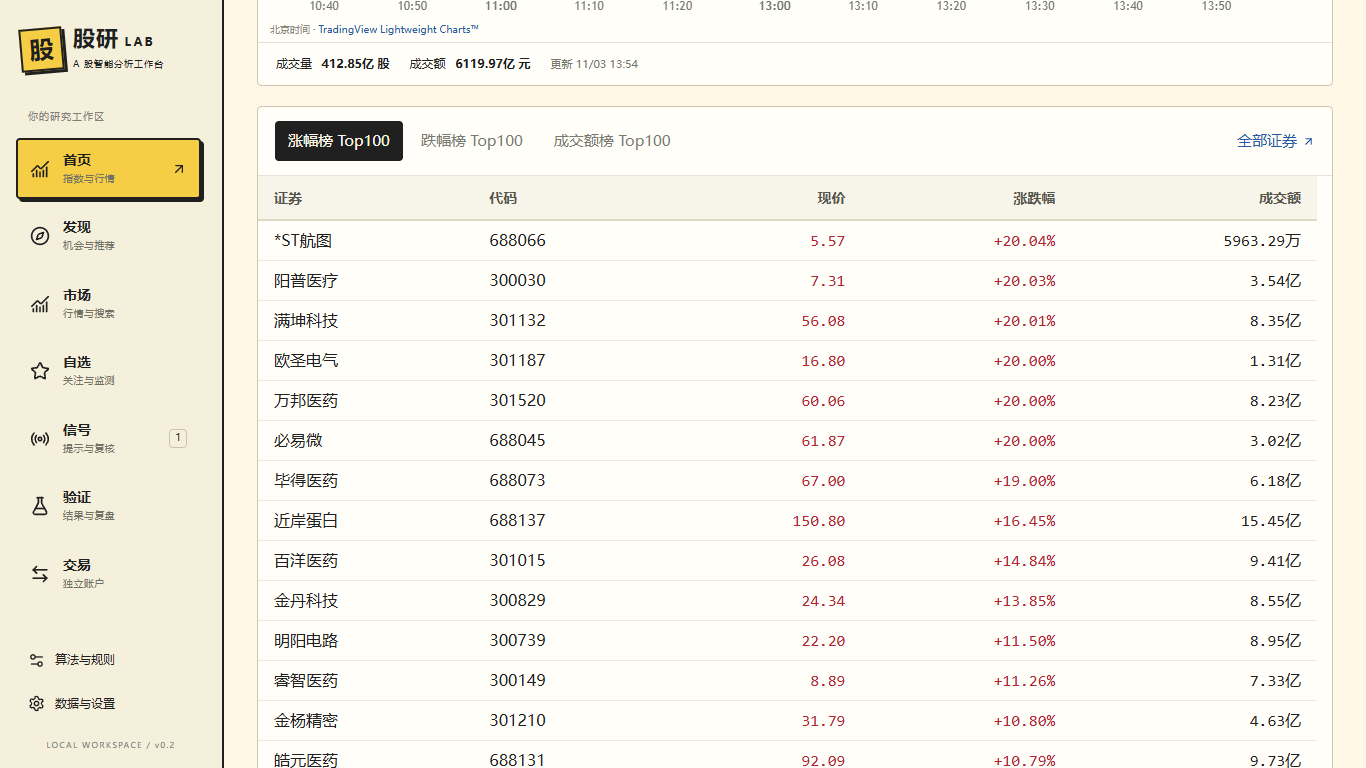 股 股研 LAB
A 股智能分析工作台
你的研究工作区
首页
指数与行情
发现
机会与推荐
市场
行情与搜索
自选
关注与监测
信号
提示与复核
1
验证
结果与复盘
交易
独立账户
算法与规则
数据与设置
LOCAL WORKSPACE / v0.2
10:40 10:50 11:00 11:10 11:20 13:00 13:10 13:20 13:30 13:40 13:50
北京时间 · TradingView Lightweight Charts™
成交量 412.85亿 股 成交额 6119.97亿 元 更新 11/03 13:54
涨幅榜 Top100 跌幅榜 Top100 成交额榜 Top100 全部证券
证券 代码 现价 涨跌幅 成交额
*ST航图 688066 5.57 +20.04% 5963.29万
阳普医疗 300030 7.31 +20.03% 3.54亿
满坤科技 301132 56.08 +20.01% 8.35亿
欧圣电气 301187 16.80 +20.00% 1.31亿
万邦医药 301520 60.06 +20.00% 8.23亿
必易微 688045 61.87 +20.00% 3.02亿
毕得医药 688073 67.00 +19.00% 6.18亿
近岸蛋白 688137 150.80 +16.45% 15.45亿
百洋医药 301015 26.08 +14.84% 9.41亿
金丹科技 300829 24.34 +13.85% 8.55亿
明阳电路 300739 22.20 +11.50% 8.95亿
睿智医药 300149 8.89 +11.26% 7.33亿
金杨精密 301210 31.79 +10.80% 4.63亿
皓元医药 688131 92.09 +10.79% 9.73亿